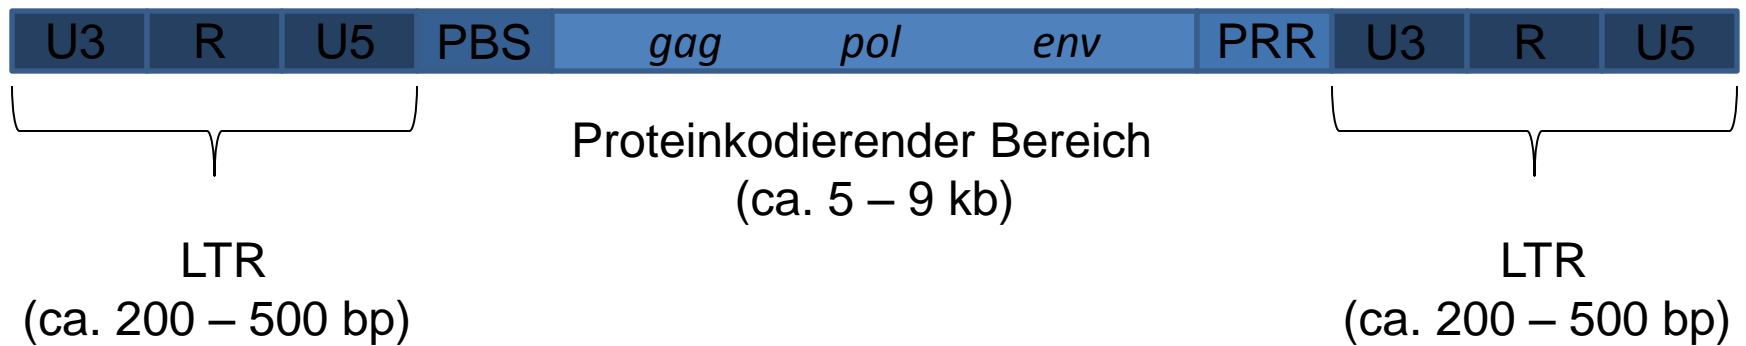 U3 R U5 PBS gag pol env PRR U3 R U5
Proteinkodierender Bereich
(ca. 5 – 9 kb)
LTR
(ca. 200 – 500 bp)
LTR
(ca. 200 – 500 bp)